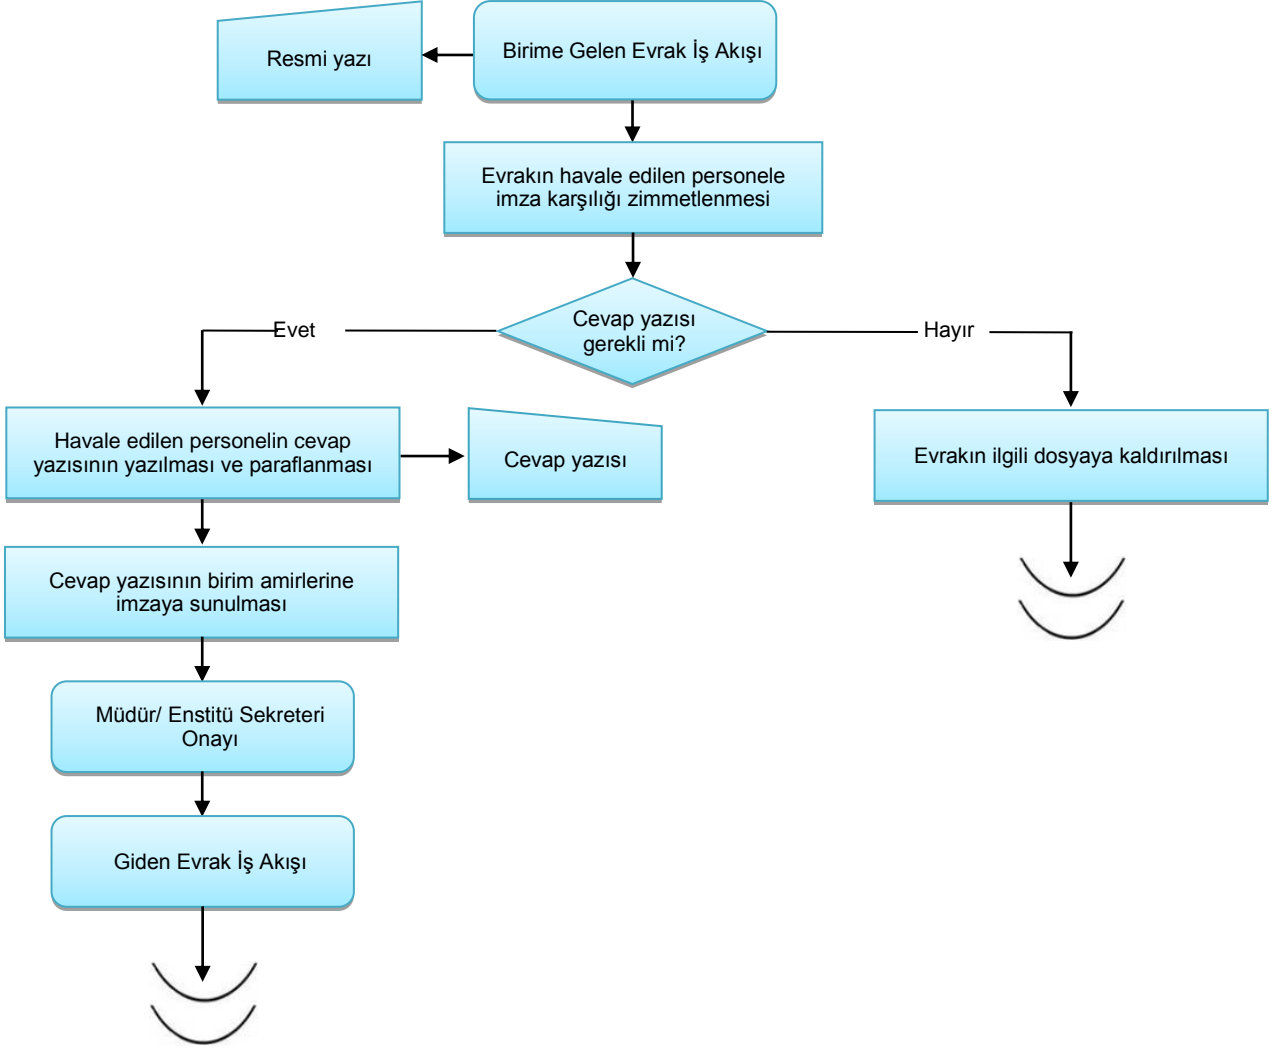 Resmi yazı
Birime Gelen Evrak İş Akışı
Evrakın havale edilen personele
imza karşılığı zimmetlenmesi
Cevap yazısı
gerekli mi?
Evet
Hayır
Havale edilen personelin cevap
yazısının yazılması ve paraflanması
Cevap yazısı
Evrakın ilgili dosyaya kaldırılması
Cevap yazısının birim amirlerine
imzaya sunulması
Müdür/ Enstitü Sekreteri
Onayı
Giden Evrak İş Akışı